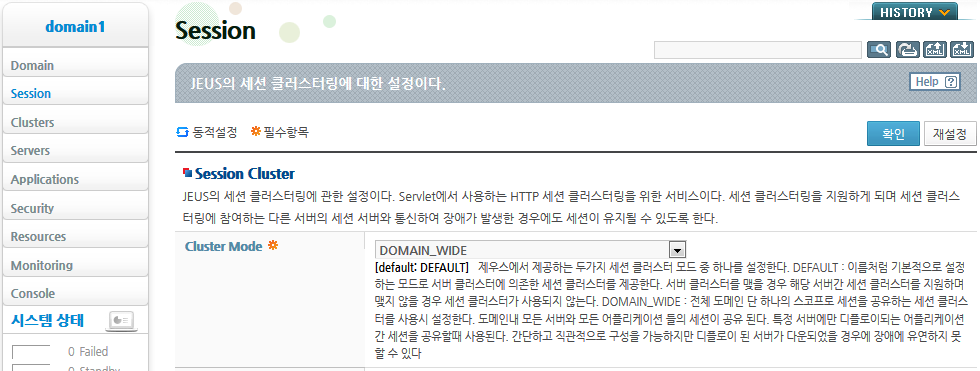 domain1
Domain
Session
Clusters
Servers
Applications
Security
Resources
Monitoring
Console
시스템 상태
0 Failed
0 Standby
HISTORY
Session
XML
XML
JEUS의 세션 클러스터링에 대한 설정이다.
Help [?]
동적설정 필수항목
확인 재설정
Session Cluster
JEUS의 세션 클러스터링에 관한 설정이다. Servlet에서 사용하는 HTTP 세션 클러스터링을 위한 서비스이다. 세션 클러스터링을 지원하게 되며 세션 클러스
터링에 참여하는 다른 서버의 세션 서버와 통신하여 장애가 발생한 경우에도 세션이 유지될 수 있도록 한다.
Cluster Mode
DOMAIN_WIDE
[default: DEFAULT] 제우스에서 제공하는 두가지 세션 클러스터 모드 중 하나를 설정한다. DEFAULT : 이름처럼 기본적으로 설정
하는 모드로 서버 클러스터에 의존한 세션 클러스터를 제공한다. 서버 클러스터를 맺을 경우 해당 서버간 세션 클러스터를 지원하며
맺지 않을 경우 세션 클러스터가 사용되지 않는다. DOMAIN_WIDE : 전체 도메인 단 하나의 스코프로 세션을 공유하는 세션 클러스
터를 사용시 설정한다. 도메인내 모든 서버와 모든 어플리케이션 들의 세션이 공유 된다. 특정 서버에만 디플로이되는 어플리케이션
간 세션을 공유할때 사용된다. 간단하고 직관적으로 구성을 가능하지만 디플로이 된 서버가 다운되었을 경우에 장애에 유연하지 못
할 수 있다